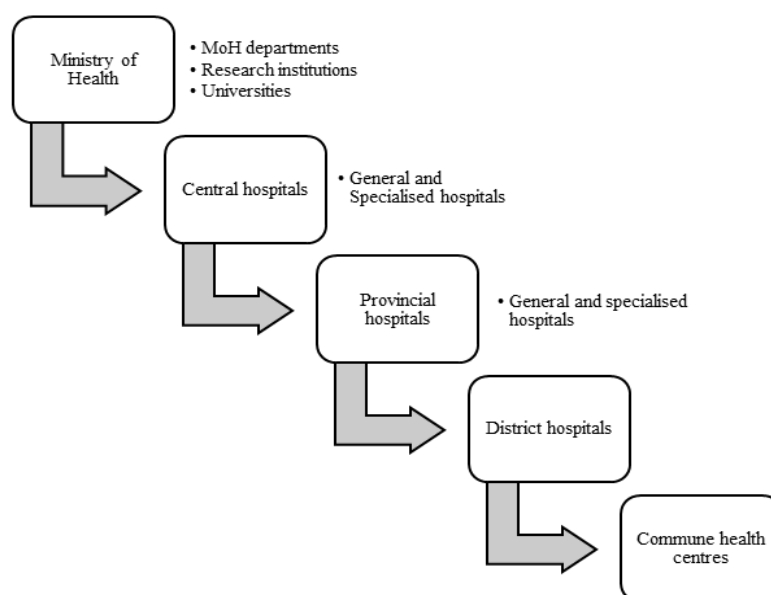 Ministry of
Health
• MoH departments
• Research institutions
• Universities
Central hospitals
• General and
Specialised hospitals
Provincial
hospitals
• General and specialised
hospitals
District hospitals
Commune health
centres